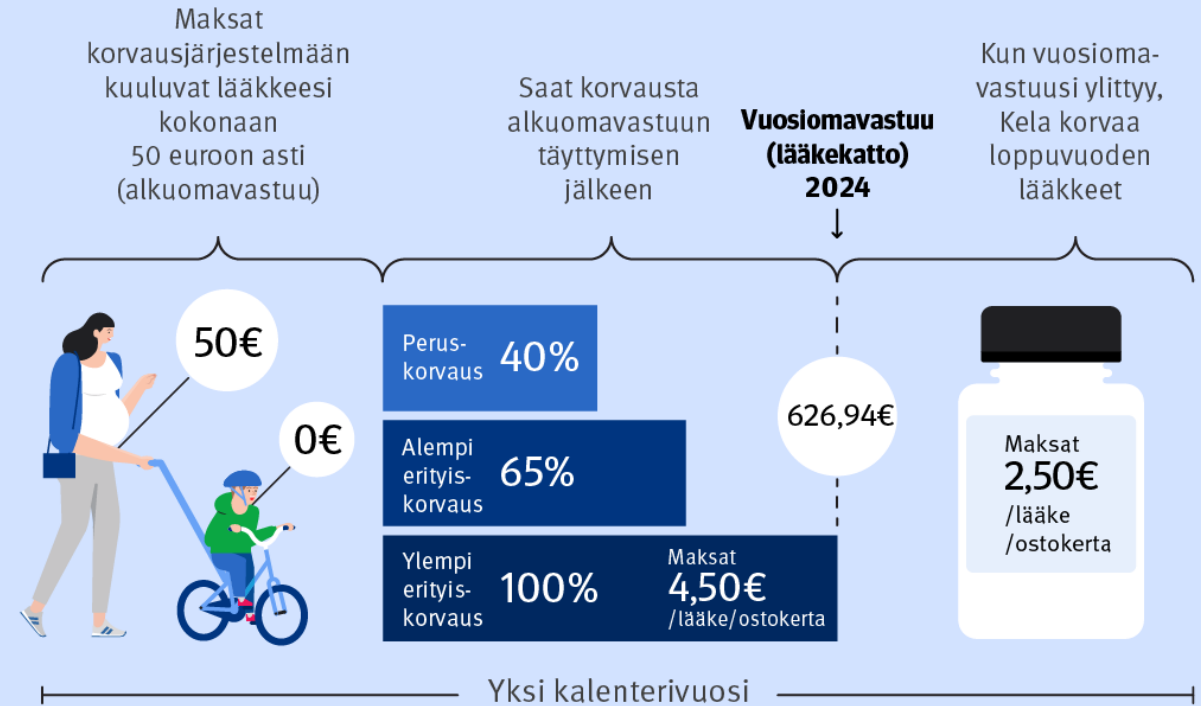 Maksat
korvausjärjestelmään
kuuluvat lääkkeesi
kokonaan
50 euroon asti
(alkuomavastuu)
Saat korvausta
alkuomavastuun
täyttymisen
jälkeen
Vuosiomavastuu
(lääkekatto)
2024
Kun vuosioma-
vastuusi ylittyy,
Kela korvaa
loppuvuoden
lääkkeet
50€
0€
Perus-
korvaus
40%
Alempi
erityis-
korvaus
65%
Ylempi
erityis-
korvaus
100%
Maksat
4,50€
/lääke/ostokerta
626,94€
Maksat
2,50€
/lääke
/ostokerta
Yksi kalenterivuosi